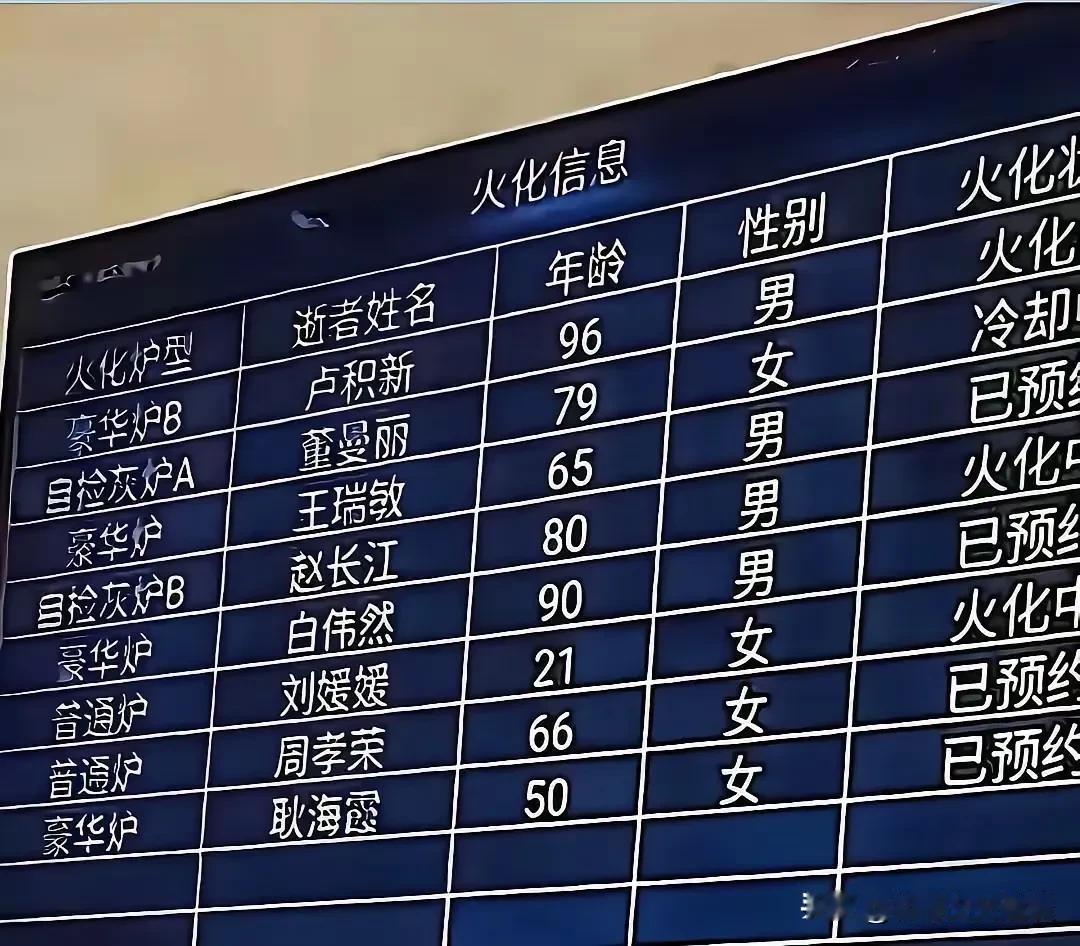 火化信息
火化炉型 逝者姓名 年龄 性别 火化状
豪华炉B 卢积新 96 男 火化
自捡灰炉A 董曼丽 79 女 冷却中
豪华炉 王瑞敏 65 男 已预约
自捡灰炉B 赵长江 80 男 火化中
豪华炉 白伟然 90 男 已预约
普通炉 刘媛媛 21 女 火化中
普通炉 周孝荣 66 女 已预约
豪华炉 耿海霞 50 女 已预约